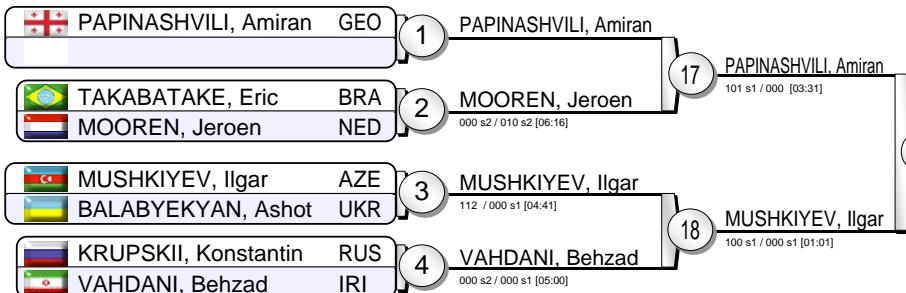 PAPINASHVILI, Amiran GEO
1
PAPINASHVILI, Amiran
TAKABATAKE, Eric BRA
MOOREN, Jeroen NED
2
MOOREN, Jeroen
000 s2 / 010 s2 [06:16]
17
PAPINASHVILI, Amiran
101 s1 / 000 [03:31]
MUSHKIYEV, Ilgar AZE
BALABYEKYAN, Ashot UKR
3
MUSHKIYEV, Ilgar
112 / 000 s1 [04:41]
KRUPSKII, Konstantin RUS
VAHDANI, Behzad IRI
4
VAHDANI, Behzad
000 s2 / 000 s1 [05:00]
18
MUSHKIYEV, Ilgar
100 s1 / 000 s1 [01:01]